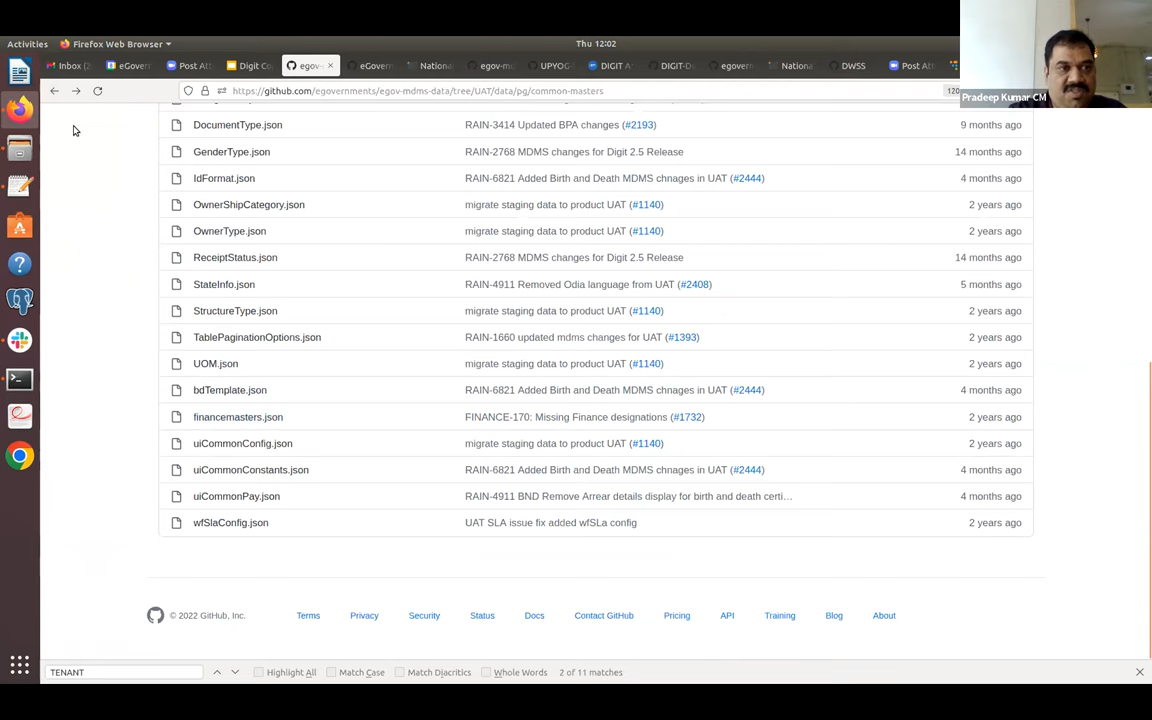 Activities Firefox Web Browser Thu 12:02
Inbox (2 eGover Post Att Digit Co egov- eGover Nationa egov-m UPYOG DIGIT A DIGIT-D egovern Nationa DWSS Post Att
https://github.com/egovernments/egov-mdms-data/tree/UAT/data/pg/common-masters 120
Pradeep Kumar CM
DocumentType.json RAIN-3414 Updated BPA changes (#2193) 9 months ago
GenderType.json RAIN-2768 MDMS changes for Digit 2.5 Release 14 months ago
IdFormat.json RAIN-6821 Added Birth and Death MDMS chnages in UAT (#2444) 4 months ago
OwnerShipCategory.json migrate staging data to product UAT (#1140) 2 years ago
OwnerType.json migrate staging data to product UAT (#1140) 2 years ago
ReceiptStatus.json RAIN-2768 MDMS changes for Digit 2.5 Release 14 months ago
StateInfo.json RAIN-4911 Removed Odia language from UAT (#2408) 5 months ago
StructureType.json migrate staging data to product UAT (#1140) 2 years ago
TablePaginationOptions.json RAIN-1660 updated mdms changes for UAT (#1393) 2 years ago
UOM.json migrate staging data to product UAT (#1140) 2 years ago
bdTemplate.json RAIN-6821 Added Birth and Death MDMS chnages in UAT (#2444) 4 months ago
financemasters.json FINANCE-170: Missing Finance designations (#1732) 2 years ago
uiCommonConfig.json migrate staging data to product UAT (#1140) 2 years ago
uiCommonConstants.json RAIN-6821 Added Birth and Death MDMS chnages in UAT (#2444) 4 months ago
uiCommonPay.json RAIN-4911 BND Remove Arrear details display for birth and death certi… 4 months ago
wfSlaConfig.json UAT SLA issue fix added wfSLa config 2 years ago
© 2022 GitHub, Inc. Terms Privacy Security Status Docs Contact GitHub Pricing API Training Blog About
TENANT Highlight All Match Case Match Diacritics Whole Words 2 of 11 matches